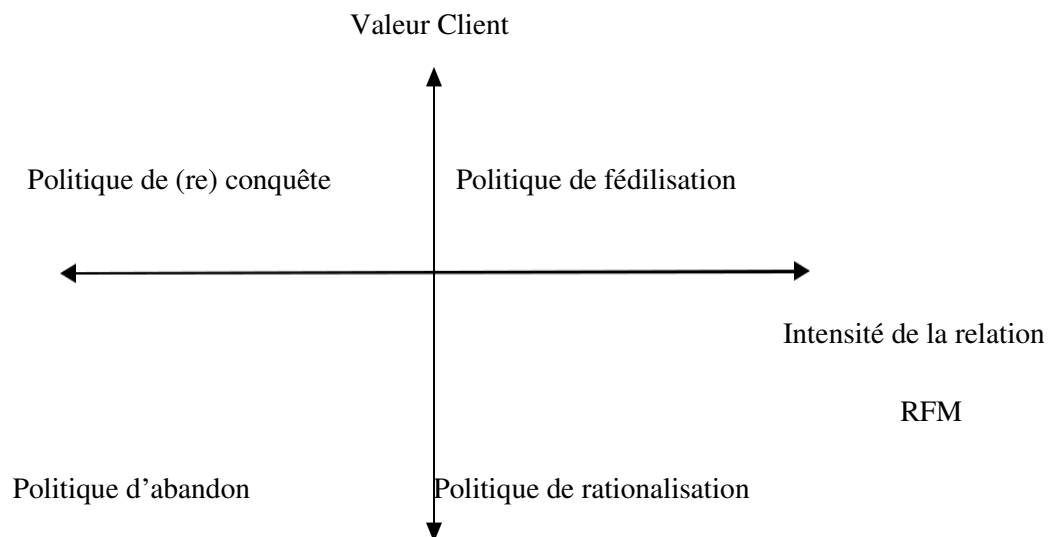 Valeur Client
Politique de (re) conquête
Politique de fédilisation
Intensité de la relation
RFM
Politique d’abandon
Politique de rationalisation